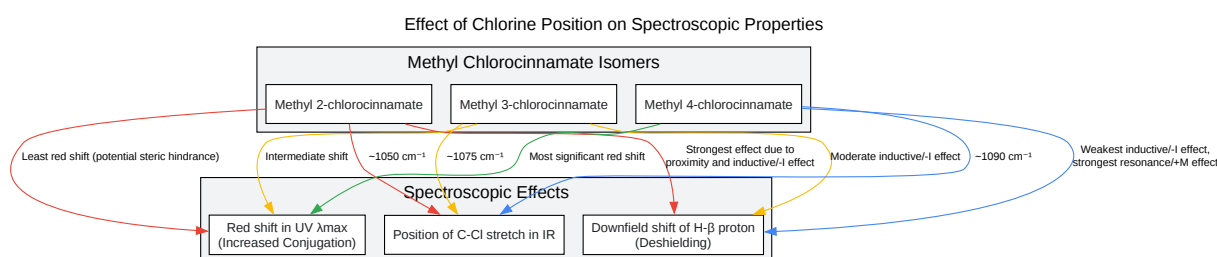 Effect of Chlorine Position on Spectroscopic Properties
Methyl Chlorocinnamate Isomers
Methyl 2-chlorocinnamate
Methyl 3-chlorocinnamate
Methyl 4-chlorocinnamate
Least red shift (potential steric hindrance)
Intermediate shift
~1050 cm⁻¹
~1075 cm⁻¹
Most significant red shift
Strongest effect due to
proximity and inductive/-I effect
Moderate inductive/-I effect
~1090 cm⁻¹
Weakest inductive/-I effect,
strongest resonance/+M effect
Spectroscopic Effects
Red shift in UV λmax
(Increased Conjugation)
Position of C-Cl stretch in IR
Downfield shift of H-β proton
(Deshielding)